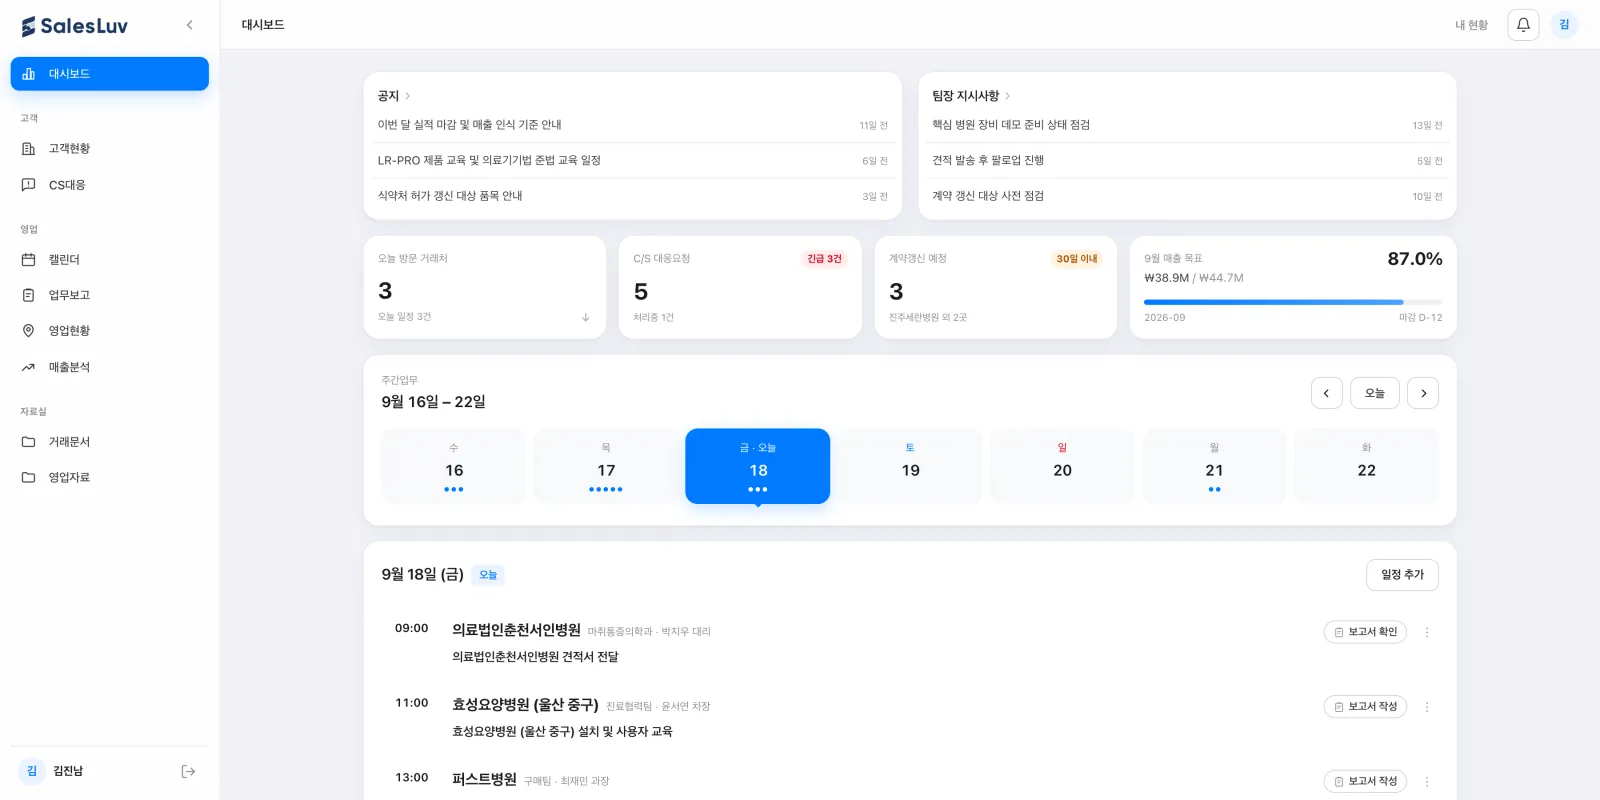 SalesLuv
대시보드
고객
고객현황
CS대응
영업
캘린더
업무보고
영업현황
매출분석
자료실
거래문서
영업자료
김 김진남
대시보드
내 현황
김
공지
이번 달 실적 마감 및 매출 인식 기준 안내 11일 전
LR-PRO 제품 교육 및 의료기기법 준법 교육 일정 6일 전
식약처 허가 갱신 대상 품목 안내 3일 전
팀장 지시사항
핵심 병원 장비 데모 준비 상태 점검 13일 전
견적 발송 후 팔로업 진행 5일 전
계약 갱신 대상 사전 점검 10일 전
오늘 방문 거래처
3
오늘 일정 3건
C/S 대응요청 긴급 3건
5
처리중 1건
계약갱신 예정 30일 이내
3
진주세란병원 외 2곳
9월 매출 목표 87.0%
₩38.9M / ₩44.7M
2026-09 마감 D-12
주간업무
9월 16일 – 22일
오늘
수 16
목 17
금 · 오늘 18
토 19
일 20
월 21
화 22
9월 18일 (금) 오늘
일정 추가
09:00 의료법인춘천서인병원 마취통증의학과 · 박지우 대리 보고서 확인
의료법인춘천서인병원 견적서 전달
11:00 효성요양병원 (울산 중구) 진료협력팀 · 윤서연 차장 보고서 작성
효성요양병원 (울산 중구) 설치 및 사용자 교육
13:00 퍼스트병원 구매팀 · 최재민 과장 보고서 작성